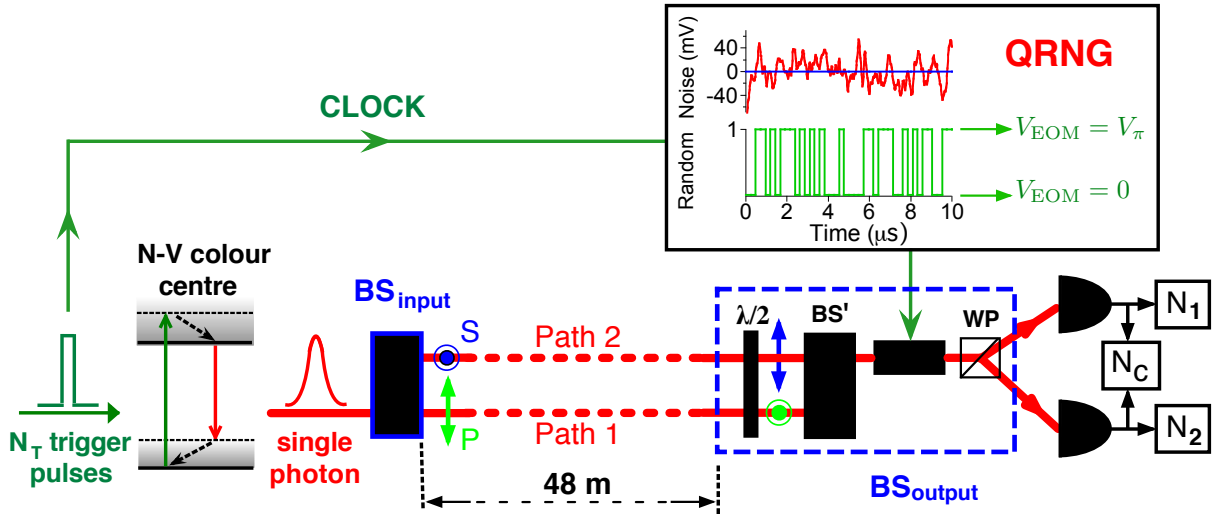 QRNG
Noise (mV)
40
0
-40
Random
1
0 2 4 6 8 10
Time (μs)
V_EOM = V_π
V_EOM = 0
CLOCK
N-V colour
centre
N_T trigger
pulses
single
photon
BS_input
S
P
Path 2
Path 1
48 m
λ/2
BS'
WP
BS_output
N_1
N_C
N_2